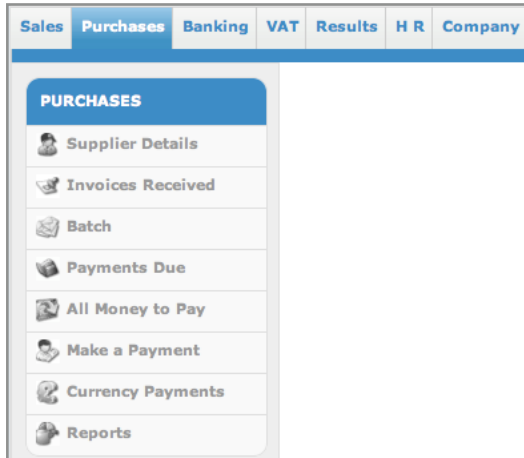 Sales Purchases Banking VAT Results H R Company
PURCHASES
Supplier Details
Invoices Received
Batch
Payments Due
All Money to Pay
Make a Payment
Currency Payments
Reports